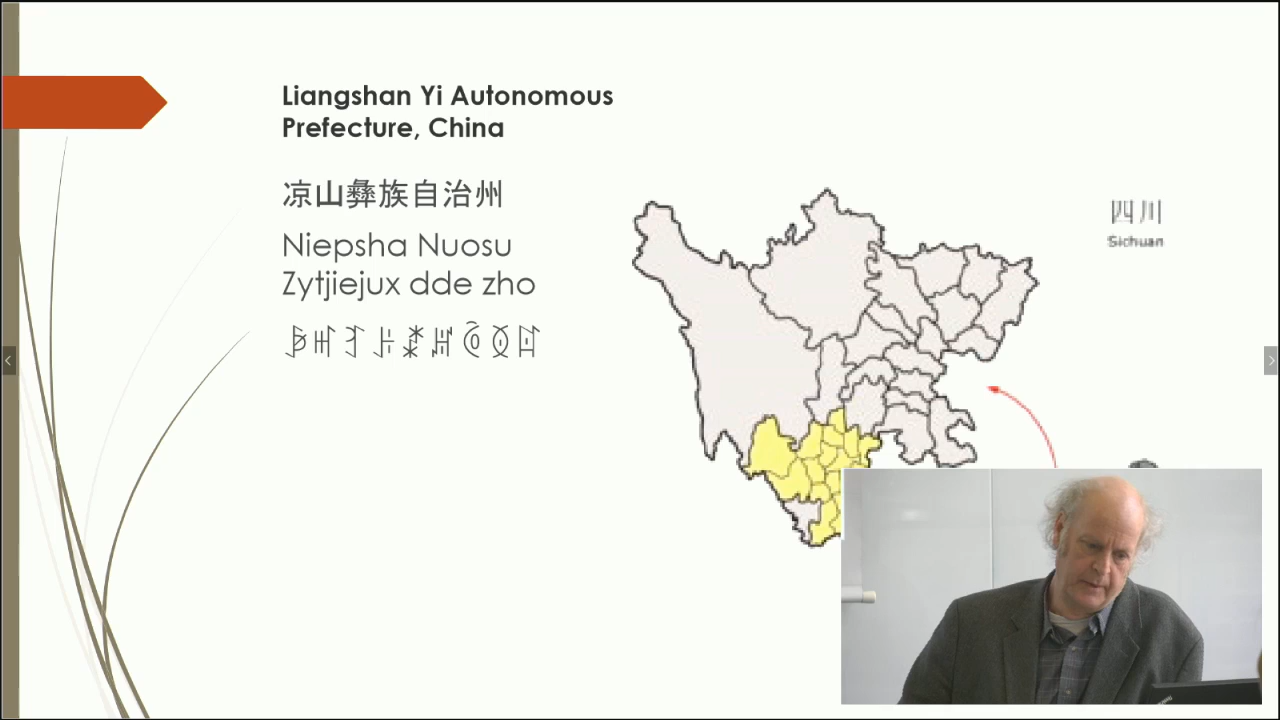 Liangshan Yi Autonomous
Prefecture, China
凉山彝族自治州
Niepsha Nuosu
Zytjiejux dde zho
ꆃꎭꆈꌠꊨꏦꏱꅉꍏ
四川
Sichuan